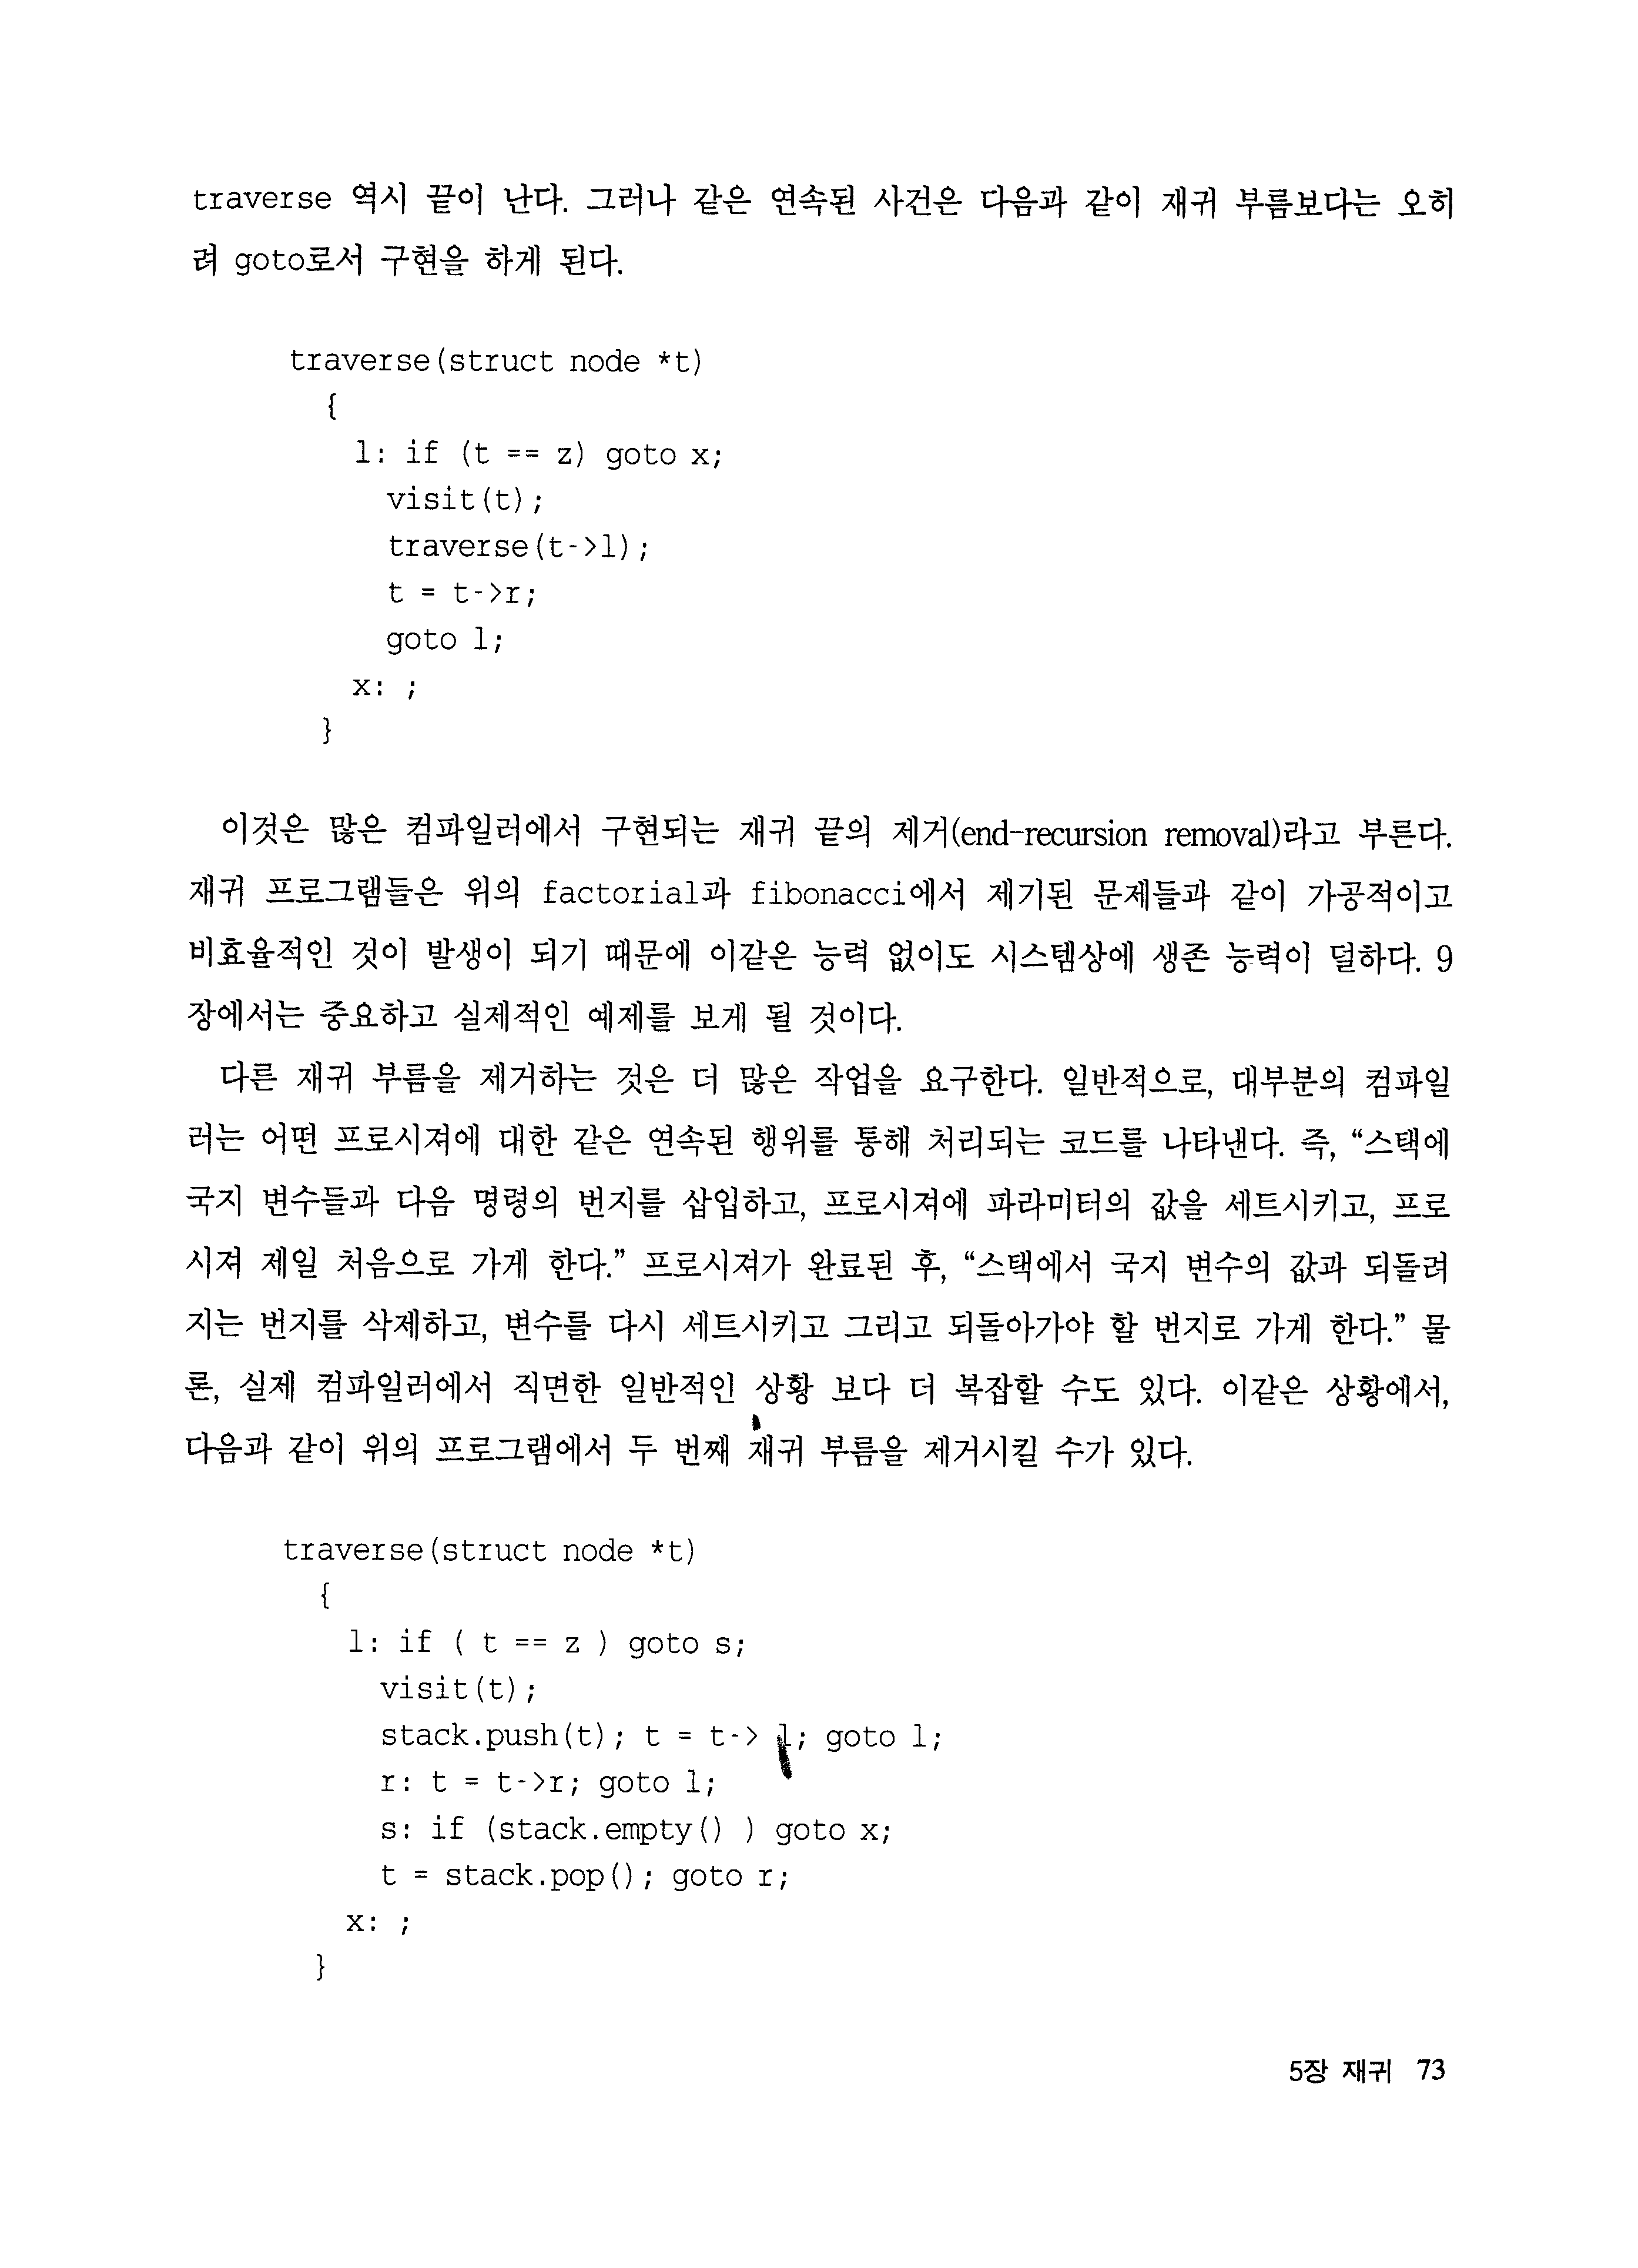 traverse 역시 끝이 난다. 그러나 같은 연속된 사건은 다음과 같이 재귀 부름보다는 오히
려 goto로서 구현을 하게 된다.
traverse(struct node *t)
{
l: if (t == z) goto x;
visit(t);
traverse(t->l);
t = t->r;
goto l;
x: ;
}
이것은 많은 컴파일러에서 구현되는 재귀 끝의 제거(end-recursion removal)라고 부른다.
재귀 프로그램들은 위의 factorial과 fibonacci에서 제기된 문제들과 같이 가공적이고
비효율적인 것이 발생이 되기 때문에 이같은 능력 없이도 시스템상에 생존 능력이 덜하다. 9
장에서는 중요하고 실제적인 예제를 보게 될 것이다.
다른 재귀 부름을 제거하는 것은 더 많은 작업을 요구한다. 일반적으로, 대부분의 컴파일
러는 어떤 프로시져에 대한 같은 연속된 행위를 통해 처리되는 코드를 나타낸다. 즉, “스택에
국지 변수들과 다음 명령의 번지를 삽입하고, 프로시져에 파라미터의 값을 세트시키고, 프로
시져 제일 처음으로 가게 한다.” 프로시져가 완료된 후, “스택에서 국지 변수의 값과 되돌려
지는 번지를 삭제하고, 변수를 다시 세트시키고 그리고 되돌아가야 할 번지로 가게 한다.” 물
론, 실제 컴파일러에서 직면한 일반적인 상황 보다 더 복잡할 수도 있다. 이같은 상황에서,
다음과 같이 위의 프로그램에서 두 번째 재귀 부름을 제거시킬 수가 있다.
traverse(struct node *t)
{
l: if ( t == z ) goto s;
visit(t);
stack.push(t); t = t-> l; goto l;
r: t = t->r; goto l;
s: if (stack.empty() ) goto x;
t = stack.pop(); goto r;
x: ;
}
5장 재귀 73